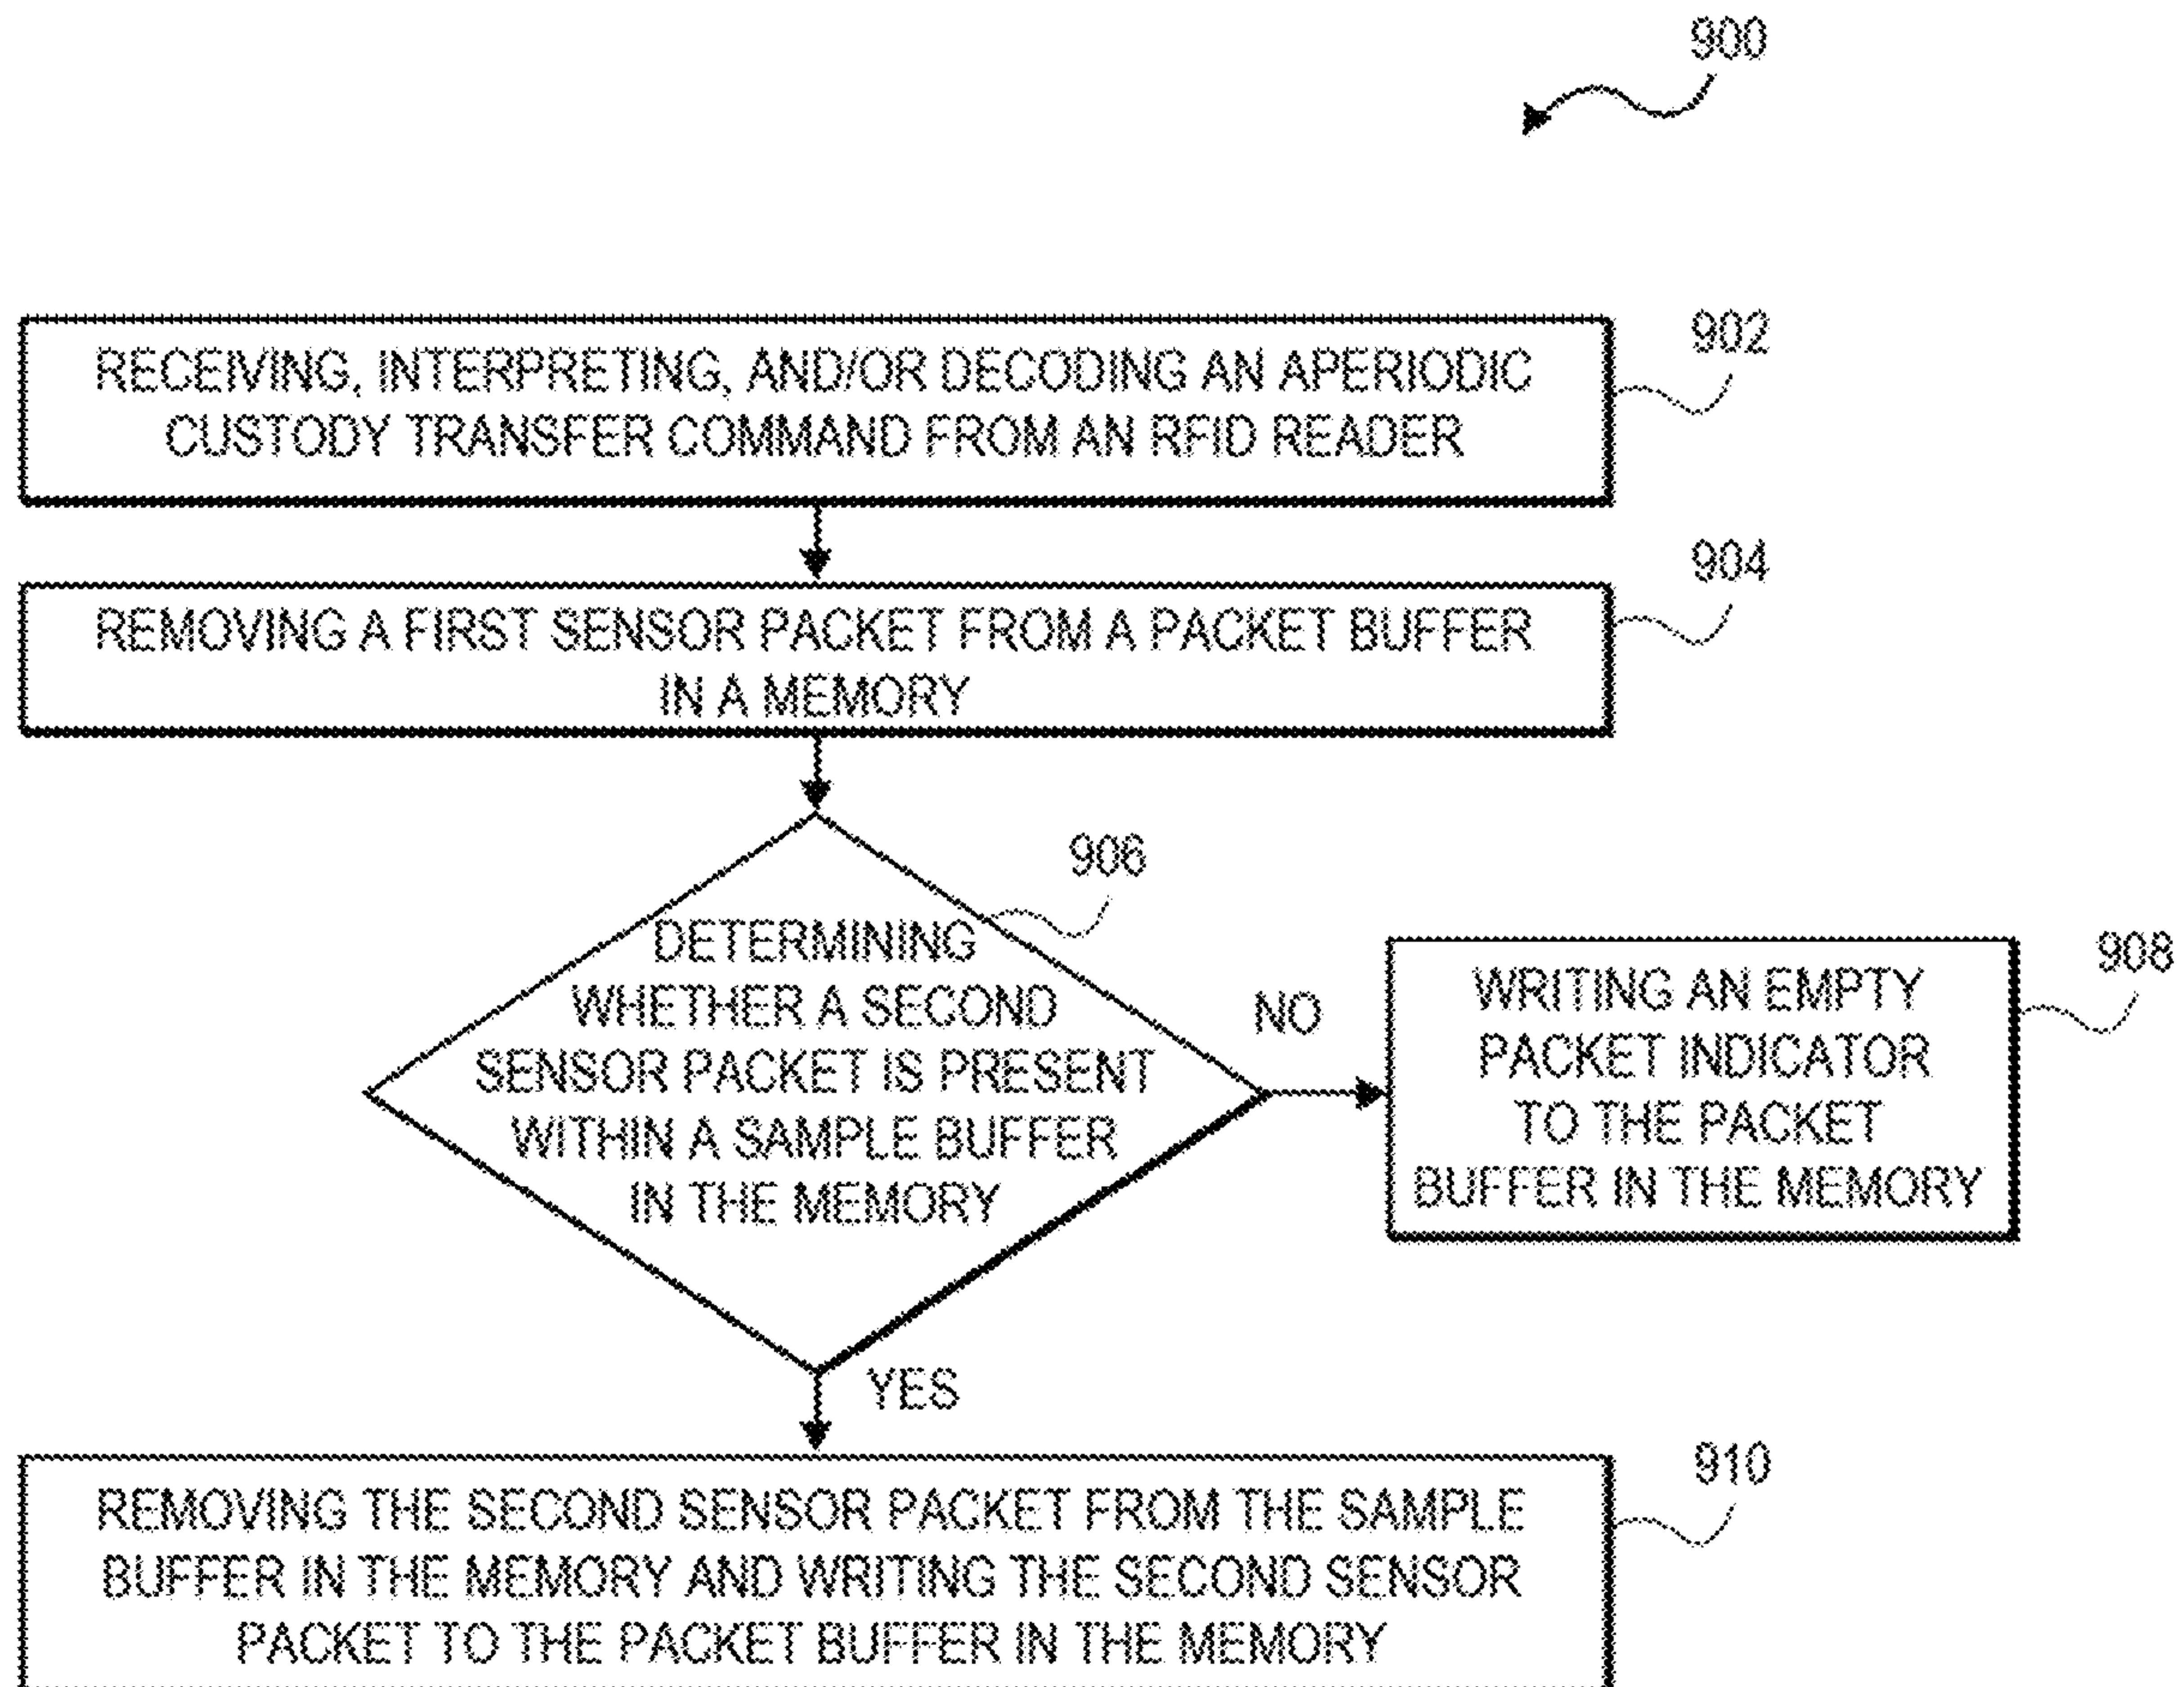 900
RECEIVING, INTERPRETING, AND/OR DECODING AN APERIODIC
CUSTODY TRANSFER COMMAND FROM AN RFID READER
902
REMOVING A FIRST SENSOR PACKET FROM A PACKET BUFFER
IN A MEMORY
904
DETERMINING
WHETHER A SECOND
SENSOR PACKET IS PRESENT
WITHIN A SAMPLE BUFFER
IN THE MEMORY
906
NO
WRITING AN EMPTY
PACKET INDICATOR
TO THE PACKET
BUFFER IN THE MEMORY
908
YES
REMOVING THE SECOND SENSOR PACKET FROM THE SAMPLE
BUFFER IN THE MEMORY AND WRITING THE SECOND SENSOR
PACKET TO THE PACKET BUFFER IN THE MEMORY
910